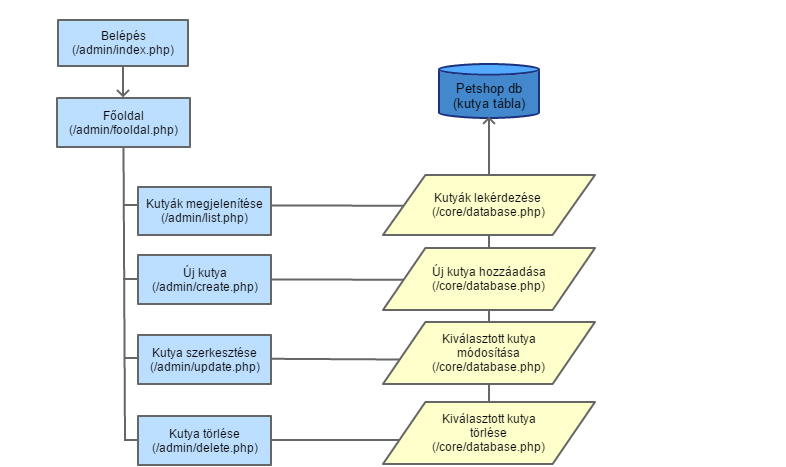 Belépés
(/admin/index.php)
Főoldal
(/admin/fooldal.php)
Petshop db
(kutya tábla)
Kutyák megjelenítése
(/admin/list.php)
Kutyák lekérdezése
(/core/database.php)
Új kutya
(/admin/create.php)
Új kutya hozzáadása
(/core/database.php)
Kutya szerkesztése
(/admin/update.php)
Kiválasztott kutya
módosítása
(/core/database.php)
Kutya törlése
(/admin/delete.php)
Kiválasztott kutya
törlése
(/core/database.php)